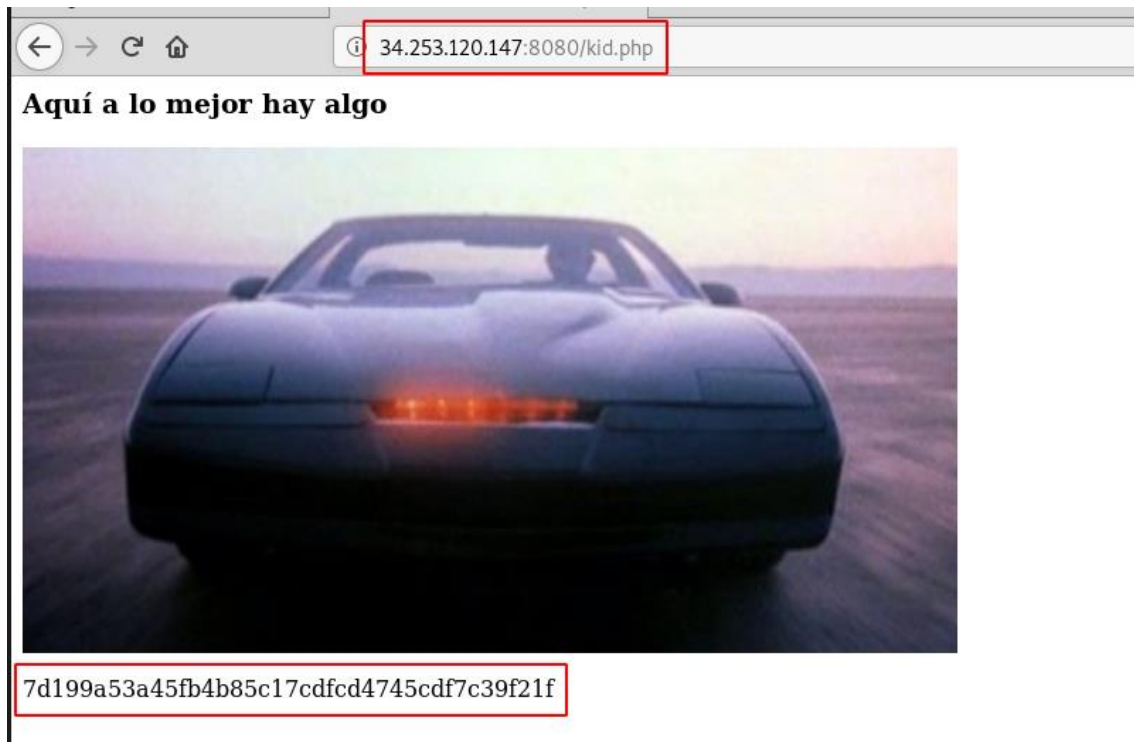 34.253.120.147:8080/kid.php
Aquí a lo mejor hay algo
7d199a53a45fb4b85c17cdfcd4745cdf7c39f21f